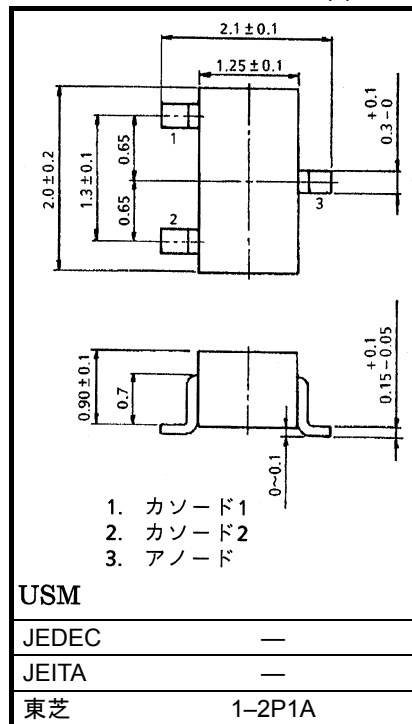 2.1±0.1
1.25±0.1
+0.1
0.3-0
2.0±0.2
1.3±0.1
0.65
0.65
1
2
3
0.90±0.1
0.7
0~0.1
+0.1
0.15-0.05
1. カソード1
2. カソード2
3. アノード
USM
JEDEC —
JEITA —
東芝 1–2P1A